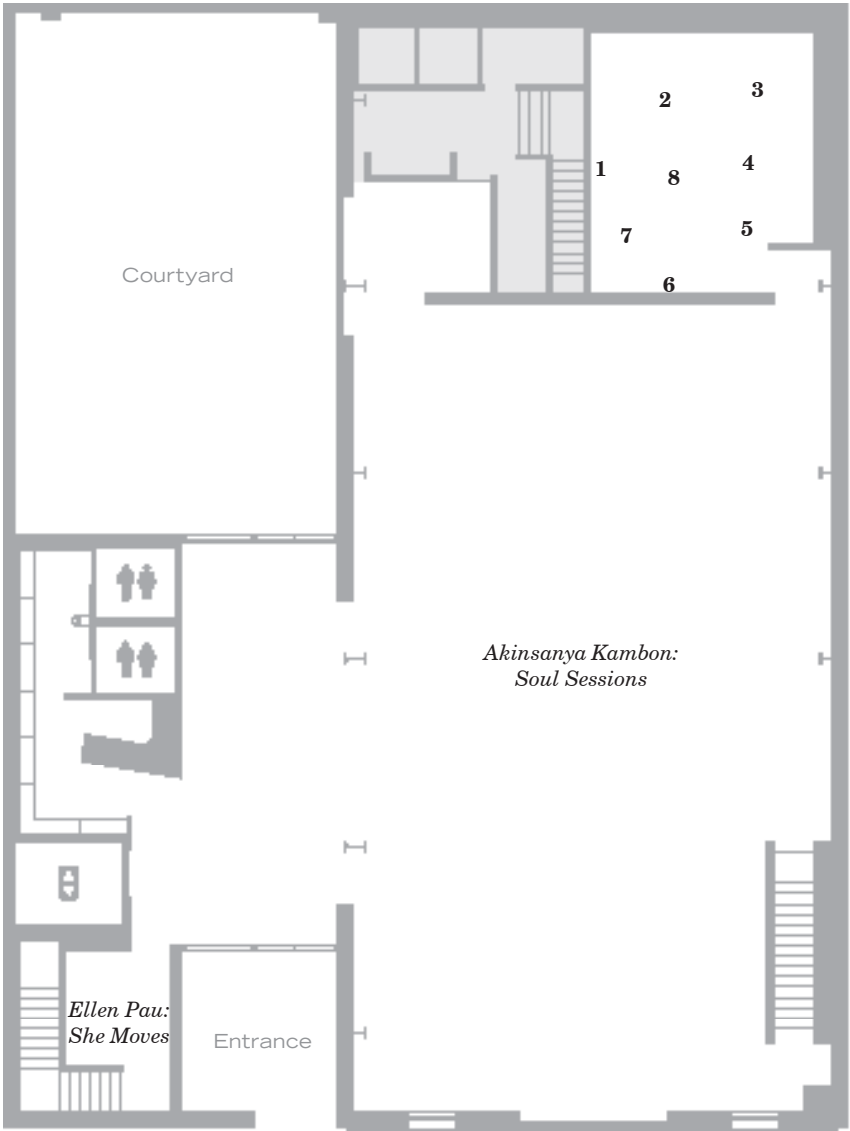 2
3
1
8
4
7
5
6
Courtyard
Akinsanya Kambon:
Soul Sessions
Ellen Pau:
She Moves
Entrance